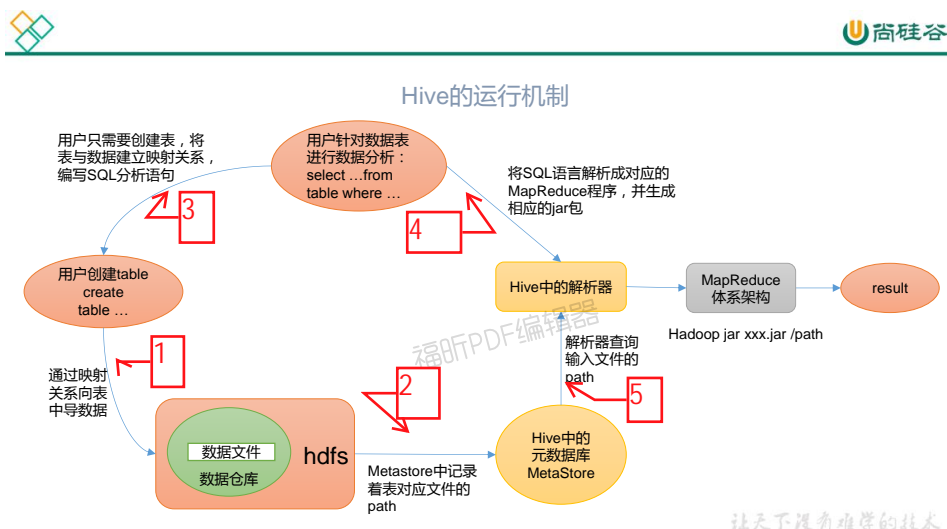 尚硅谷
Hive的运行机制
用户只需要创建表，将
表与数据建立映射关系，
编写SQL分析语句
用户针对数据表
进行数据分析：
select …from
table where …
将SQL语言解析成对应的
MapReduce程序，并生成
相应的jar包
3
4
用户创建table
create
table …
Hive中的解析器
MapReduce
体系架构
result
Hadoop jar xxx.jar /path
福昕PDF编辑器
1
通过映射
关系向表
中导数据
2
解析器查询
输入文件的
path
5
数据文件
数据仓库
hdfs
Metastore中记录
着表对应文件的
path
Hive中的
元数据库
MetaStore
让天下没有难学的技术